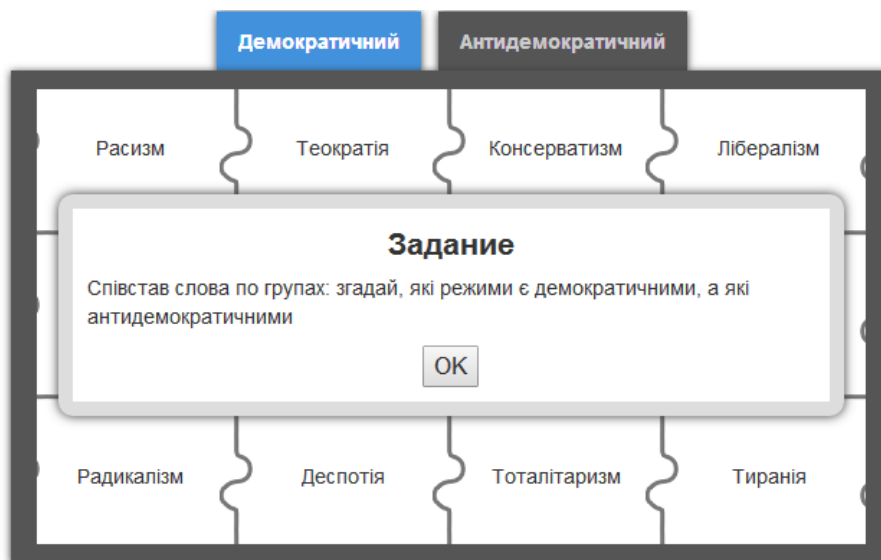 Демократичний
Антидемократичний
Расизм
Теократія
Консерватизм
Лібералізм
Задание
Співстав слова по групах: згадай, які режими є демократичними, а які
антидемократичними
OK
Радикалізм
Деспотія
Тоталітаризм
Тиранія